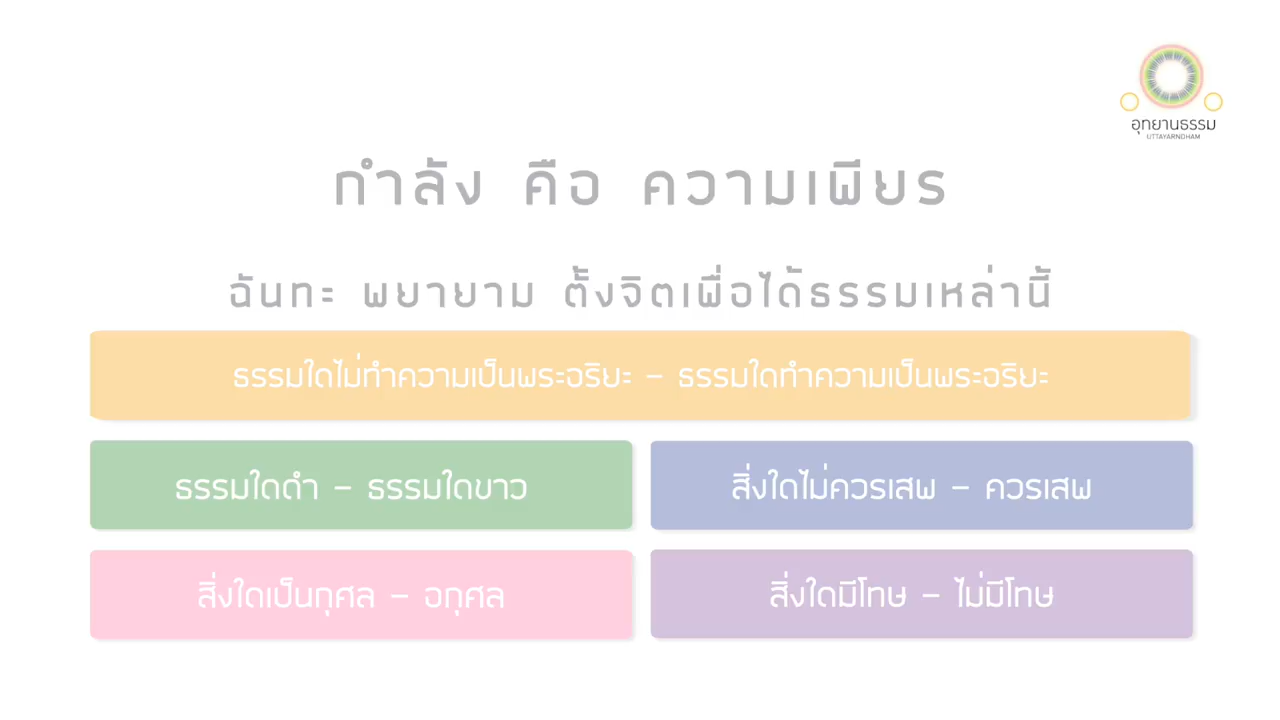 อุทยานธรรม
UTTAYARNDHAM
กำลัง คือ ความเพียร
ฉันทะ พยายาม ตั้งจิตเพื่อได้ธรรมเหล่านี้
ธรรมใดไม่ทำความเป็นพระอริยะ – ธรรมใดทำความเป็นพระอริยะ
ธรรมใดดำ – ธรรมใดขาว
สิ่งใดไม่ควรเสพ – ควรเสพ
สิ่งใดเป็นกุศล – อกุศล
สิ่งใดมีโทษ – ไม่มีโทษ